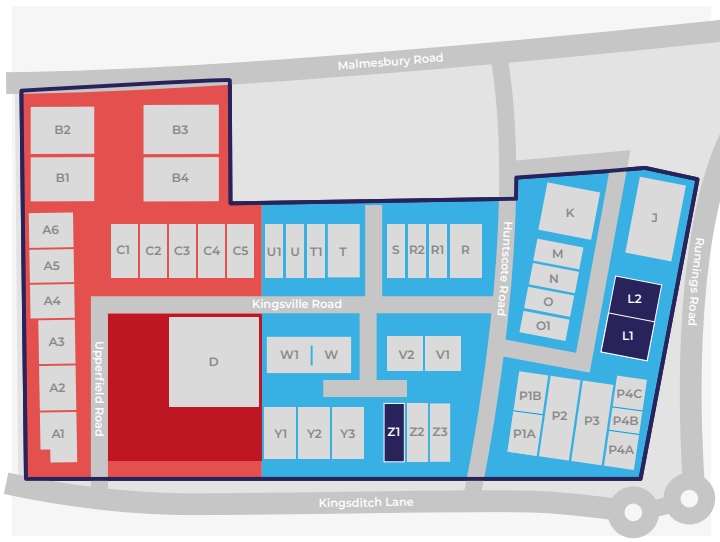 Malmesbury Road
B2
B3
B1
B4
A6
A5
A4
A3
A2
A1
C1
C2
C3
C4
C5
U1
U
T1
T
S
R2
R1
R
K
J
M
N
O
O1
L2
L1
Huntscote Road
Runnings Road
Kingsville Road
Upperfield Road
D
W1
W
V2
V1
Y1
Y2
Y3
Z1
Z2
Z3
P1B
P1A
P2
P3
P4C
P4B
P4A
Kingsditch Lane